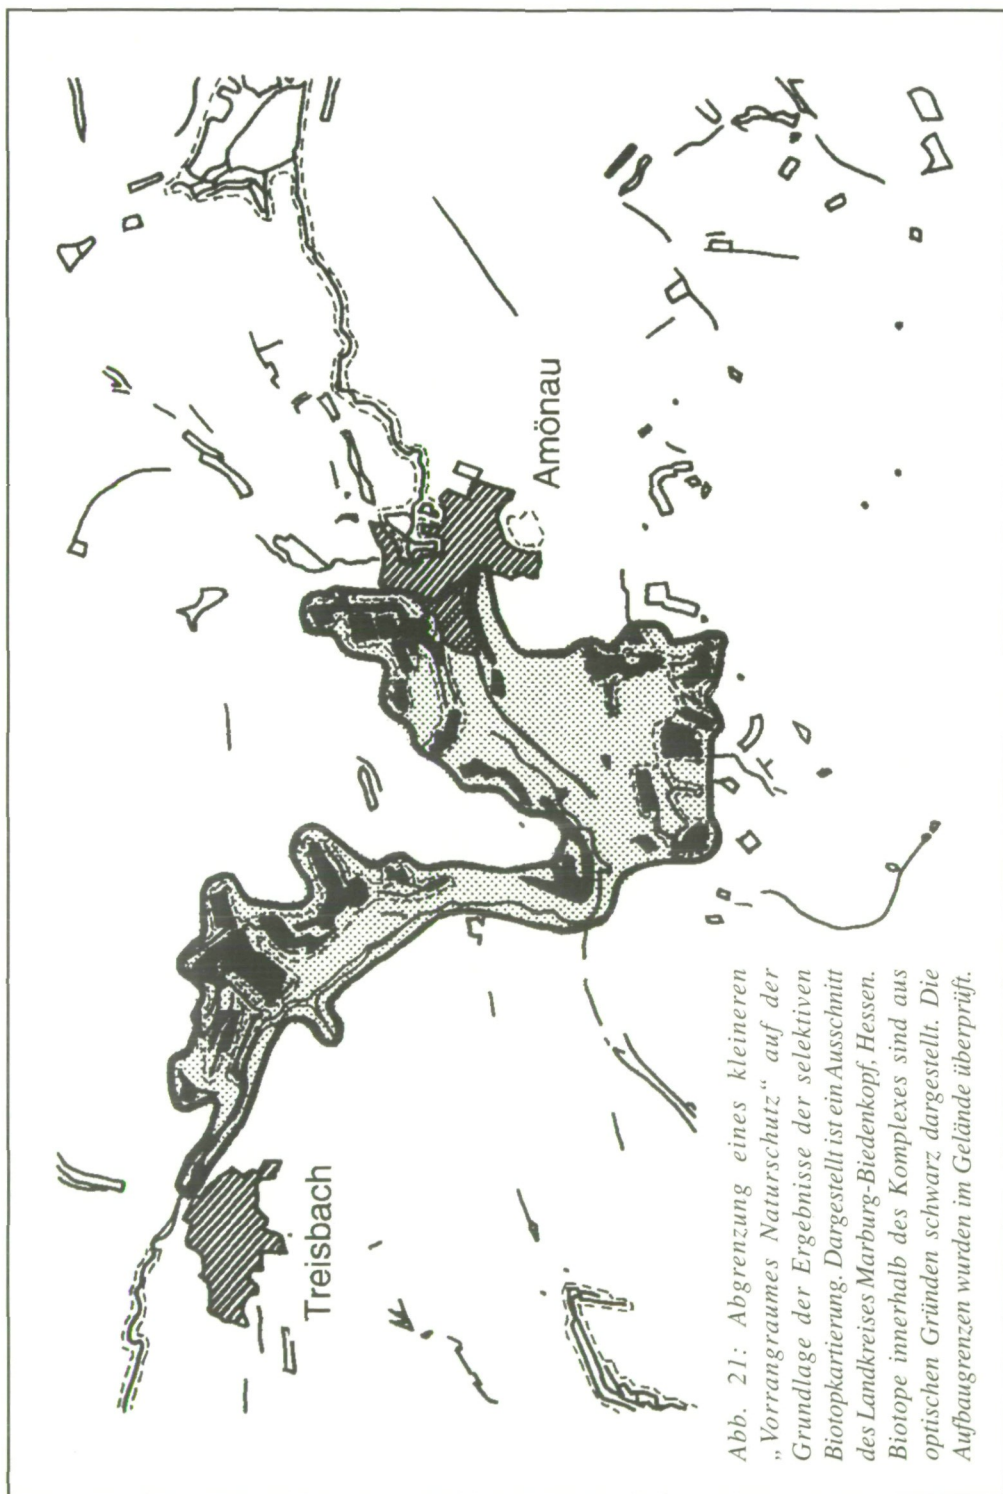 Treisbach
Amönau
Abb. 21: Abgrenzung eines kleineren
„Vorrangraumes Naturschutz“ auf der
Grundlage der Ergebnisse der selektiven
Biotopkartierung. Dargestellt ist ein Ausschnitt
des Landkreises Marburg-Biedenkopf, Hessen.
Biotope innerhalb des Komplexes sind aus
optischen Gründen schwarz dargestellt. Die
Aufbaugrenzen wurden im Gelände überprüft.